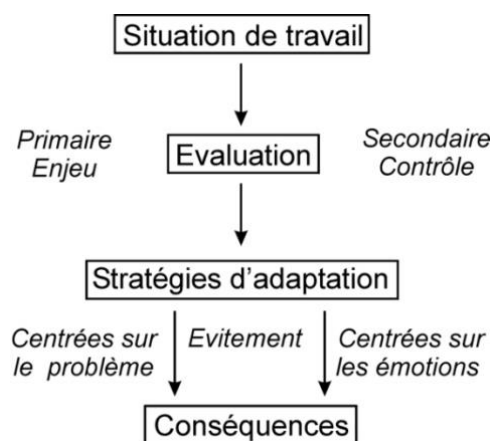 Situation de travail
Primaire
Enjeu
Evaluation
Secondaire
Contrôle
Stratégies d'adaptation
Centrées sur
le problème
Evitement
Centrées sur
les émotions
Conséquences